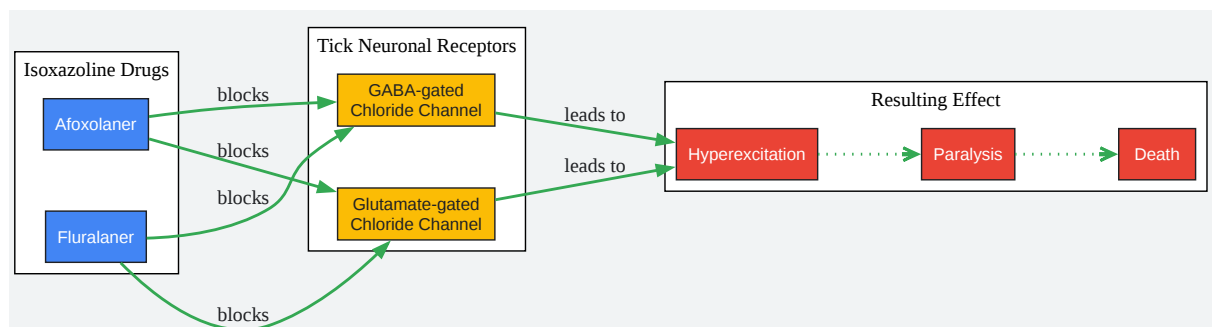 Isoxazoline Drugs
Afoxolaner
Fluralaner
blocks
blocks
blocks
blocks
Tick Neuronal Receptors
GABA-gated
Chloride Channel
Glutamate-gated
Chloride Channel
leads to
leads to
Resulting Effect
Hyperexcitation
Paralysis
Death